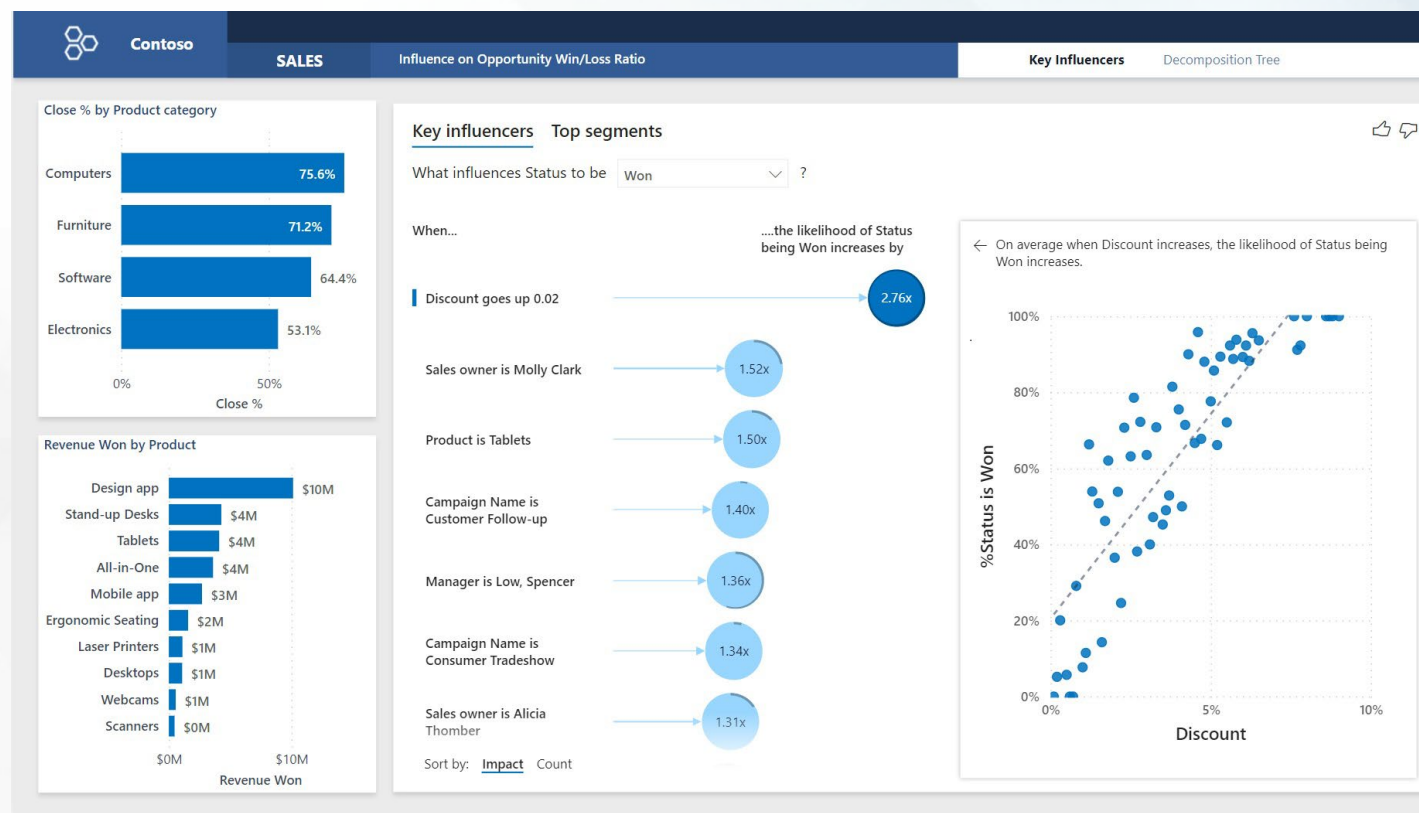 Contoso
SALES
Influence on Opportunity Win/Loss Ratio
Key Influencers
Decomposition Tree
Close % by Product category
Computers
75.6%
Furniture
71.2%
Software
64.4%
Electronics
53.1%
0%
50%
Close %
Revenue Won by Product
Design app
$10M
Stand-up Desks
$4M
Tablets
$4M
All-in-One
$4M
Mobile app
$3M
Ergonomic Seating
$2M
Laser Printers
$1M
Desktops
$1M
Webcams
$1M
Scanners
$0M
$0M
$10M
Revenue Won
Key influencers
Top segments
What influences Status to be
Won
?
When...
....the likelihood of Status
being Won increases by
Discount goes up 0.02
2.76x
Sales owner is Molly Clark
1.52x
Product is Tablets
1.50x
Campaign Name is
Customer Follow-up
1.40x
Manager is Low, Spencer
1.36x
Campaign Name is
Consumer Tradeshow
1.34x
Sales owner is Alicia
Thomber
1.31x
Sort by:
Impact
Count
On average when Discount increases, the likelihood of Status being
Won increases.
100%
80%
60%
40%
20%
0%
%Status is Won
0%
5%
10%
Discount